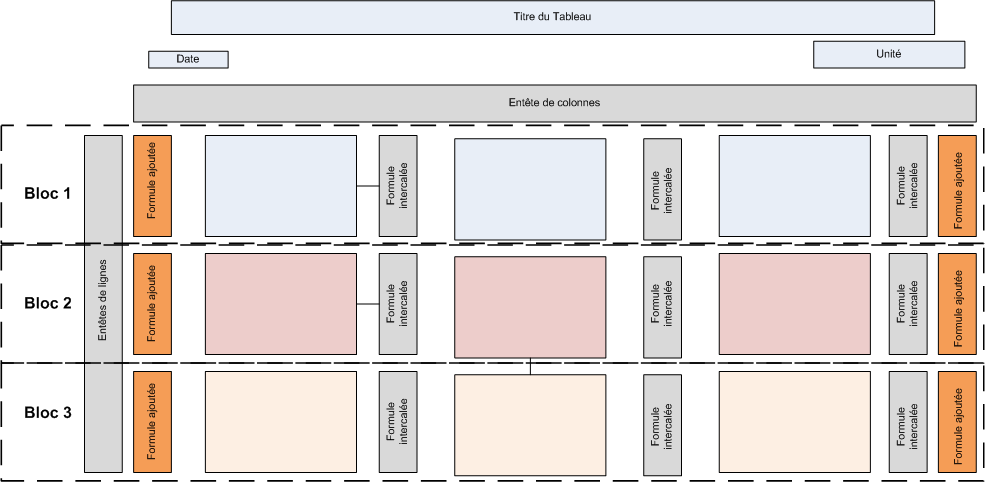 Titre du Tableau
Date
Unité
Entête de colonnes
Bloc 1
Formule ajoutée
Formule
intercalée
Formule
intercalée
Formule
intercalée
Formule ajoutée
Entêtes de lignes
Bloc 2
Formule ajoutée
Formule
intercalée
Formule
intercalée
Formule
intercalée
Formule ajoutée
Bloc 3
Formule ajoutée
Formule
intercalée
Formule
intercalée
Formule
intercalée
Formule ajoutée